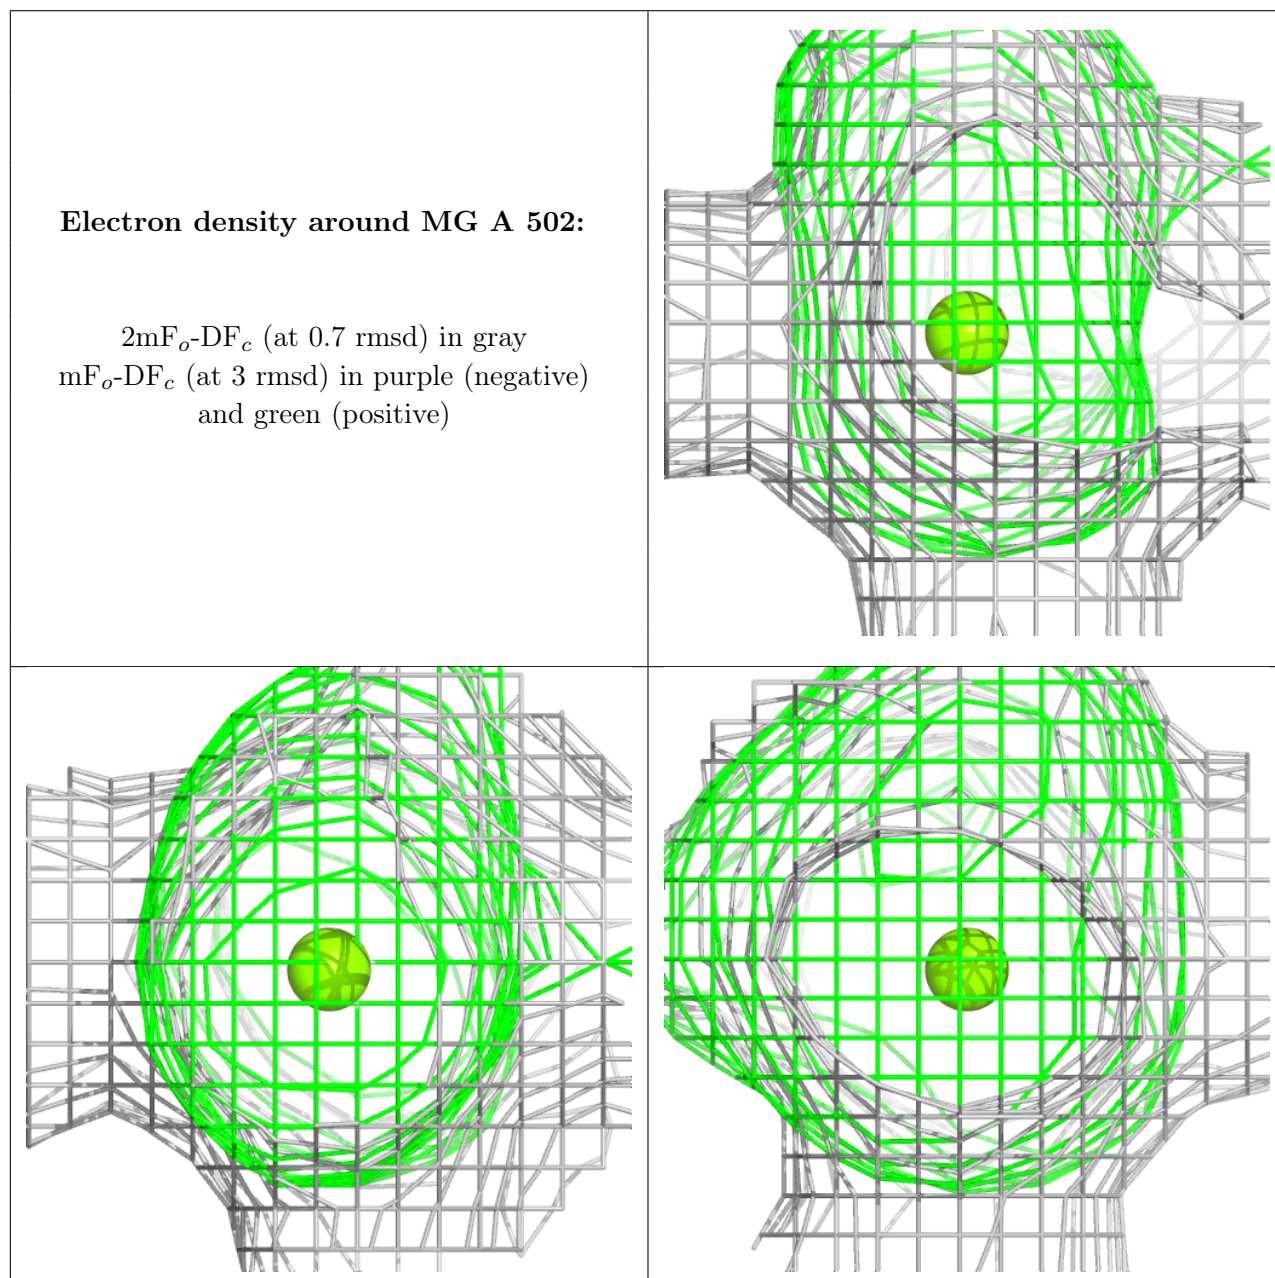 Electron density around MG A 502:
2mFo-DFc (at 0.7 rmsd) in gray
mFo-DFc (at 3 rmsd) in purple (negative)
and green (positive)